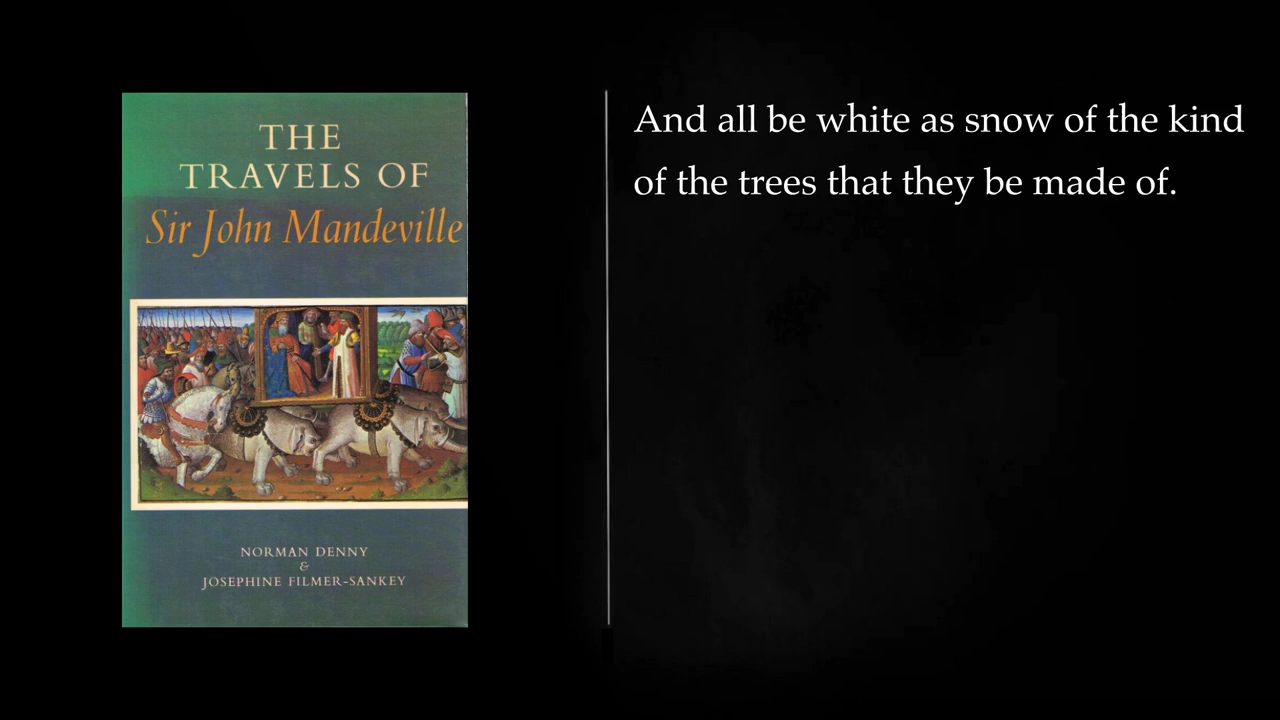 THE
TRAVELS OF
Sir John Mandeville
NORMAN DENNY
&
JOSEPHINE FILMER-SANKEY
And all be white as snow of the kind
of the trees that they be made of.